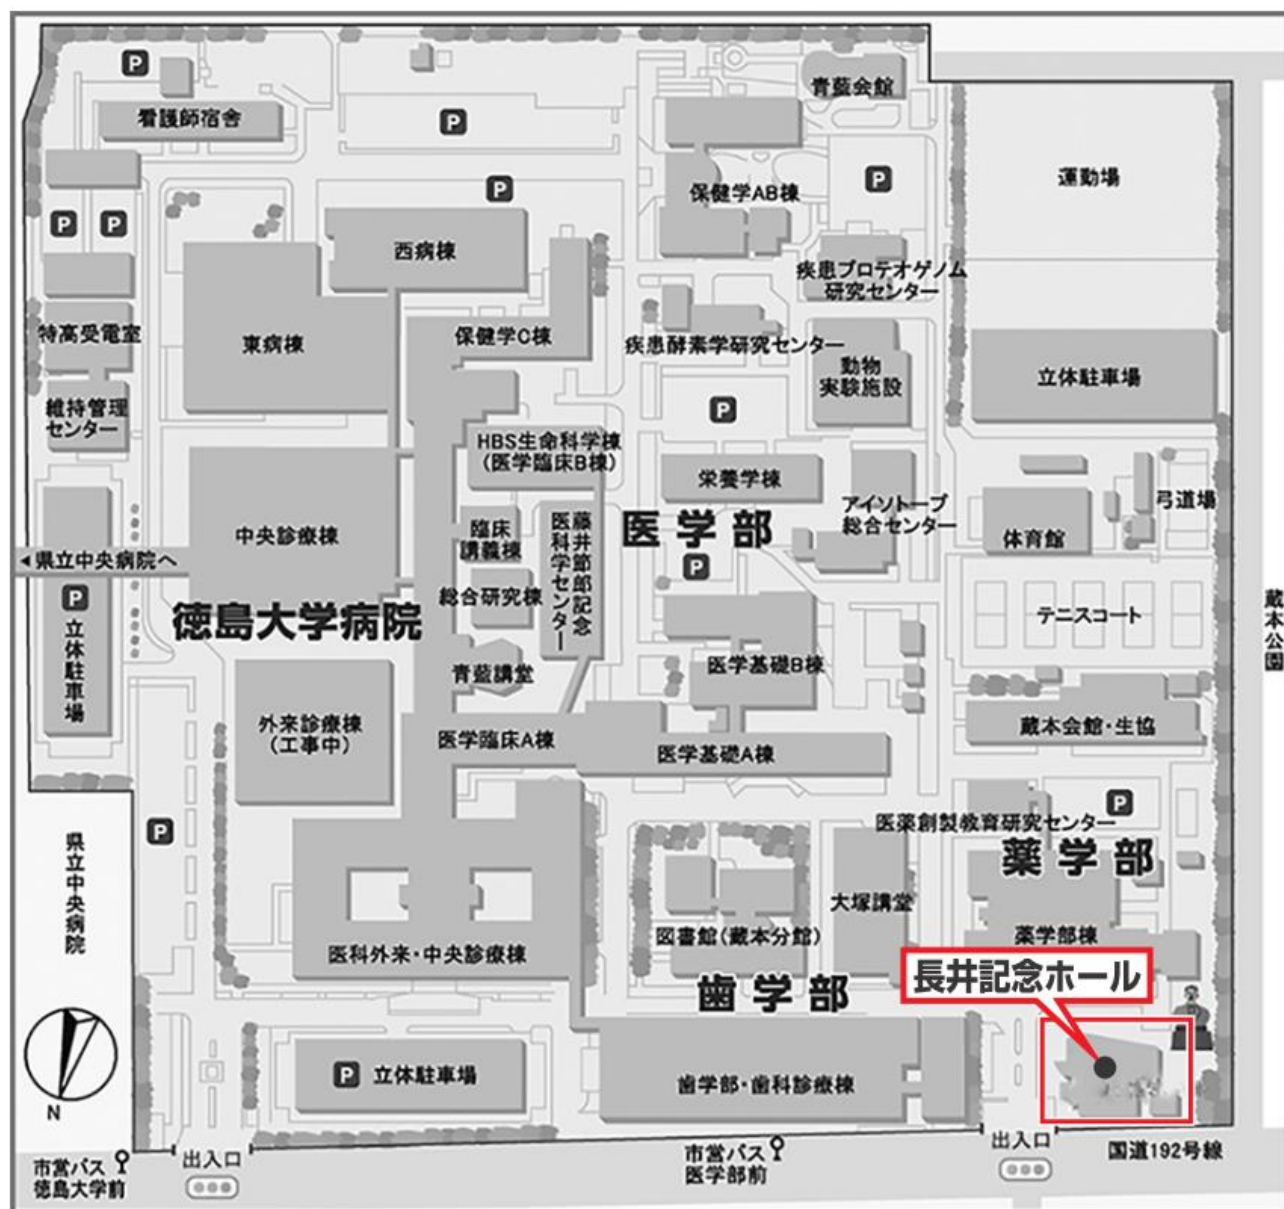 P
青藍会館
看護師宿舎
P
運動場
P
保健学AB棟
P
P
P
西病棟
疾患プロテオゲノム
研究センター
特高受電室
東病棟
保健学C棟
疾患酵素学研究センター
動物
実験施設
立体駐車場
維持管理
センター
P
HBS生命科学棟
(医学臨床B棟)
栄養学棟
アイソトープ
総合センター
弓道場
中央診療棟
臨床
講義棟
藤井節郎記念
医科学センター
医学部
体育館
◀県立中央病院へ
P
総合研究棟
P
立体駐車場
徳島大学病院
テニスコート
蔵本公園
青藍講堂
医学基礎B棟
外来診療棟
(工事中)
医学臨床A棟
医学基礎A棟
蔵本会館・生協
P
P
医薬創製教育研究センター
県立中央病院
薬学部
大塚講堂
図書館(蔵本分館)
薬学部棟
医科外来・中央診療棟
長井記念ホール
歯学部
P
立体駐車場
歯学部・歯科診療棟
N
出入口
市営バス
徳島大学前
市営バス
医学部前
出入口
国道192号線